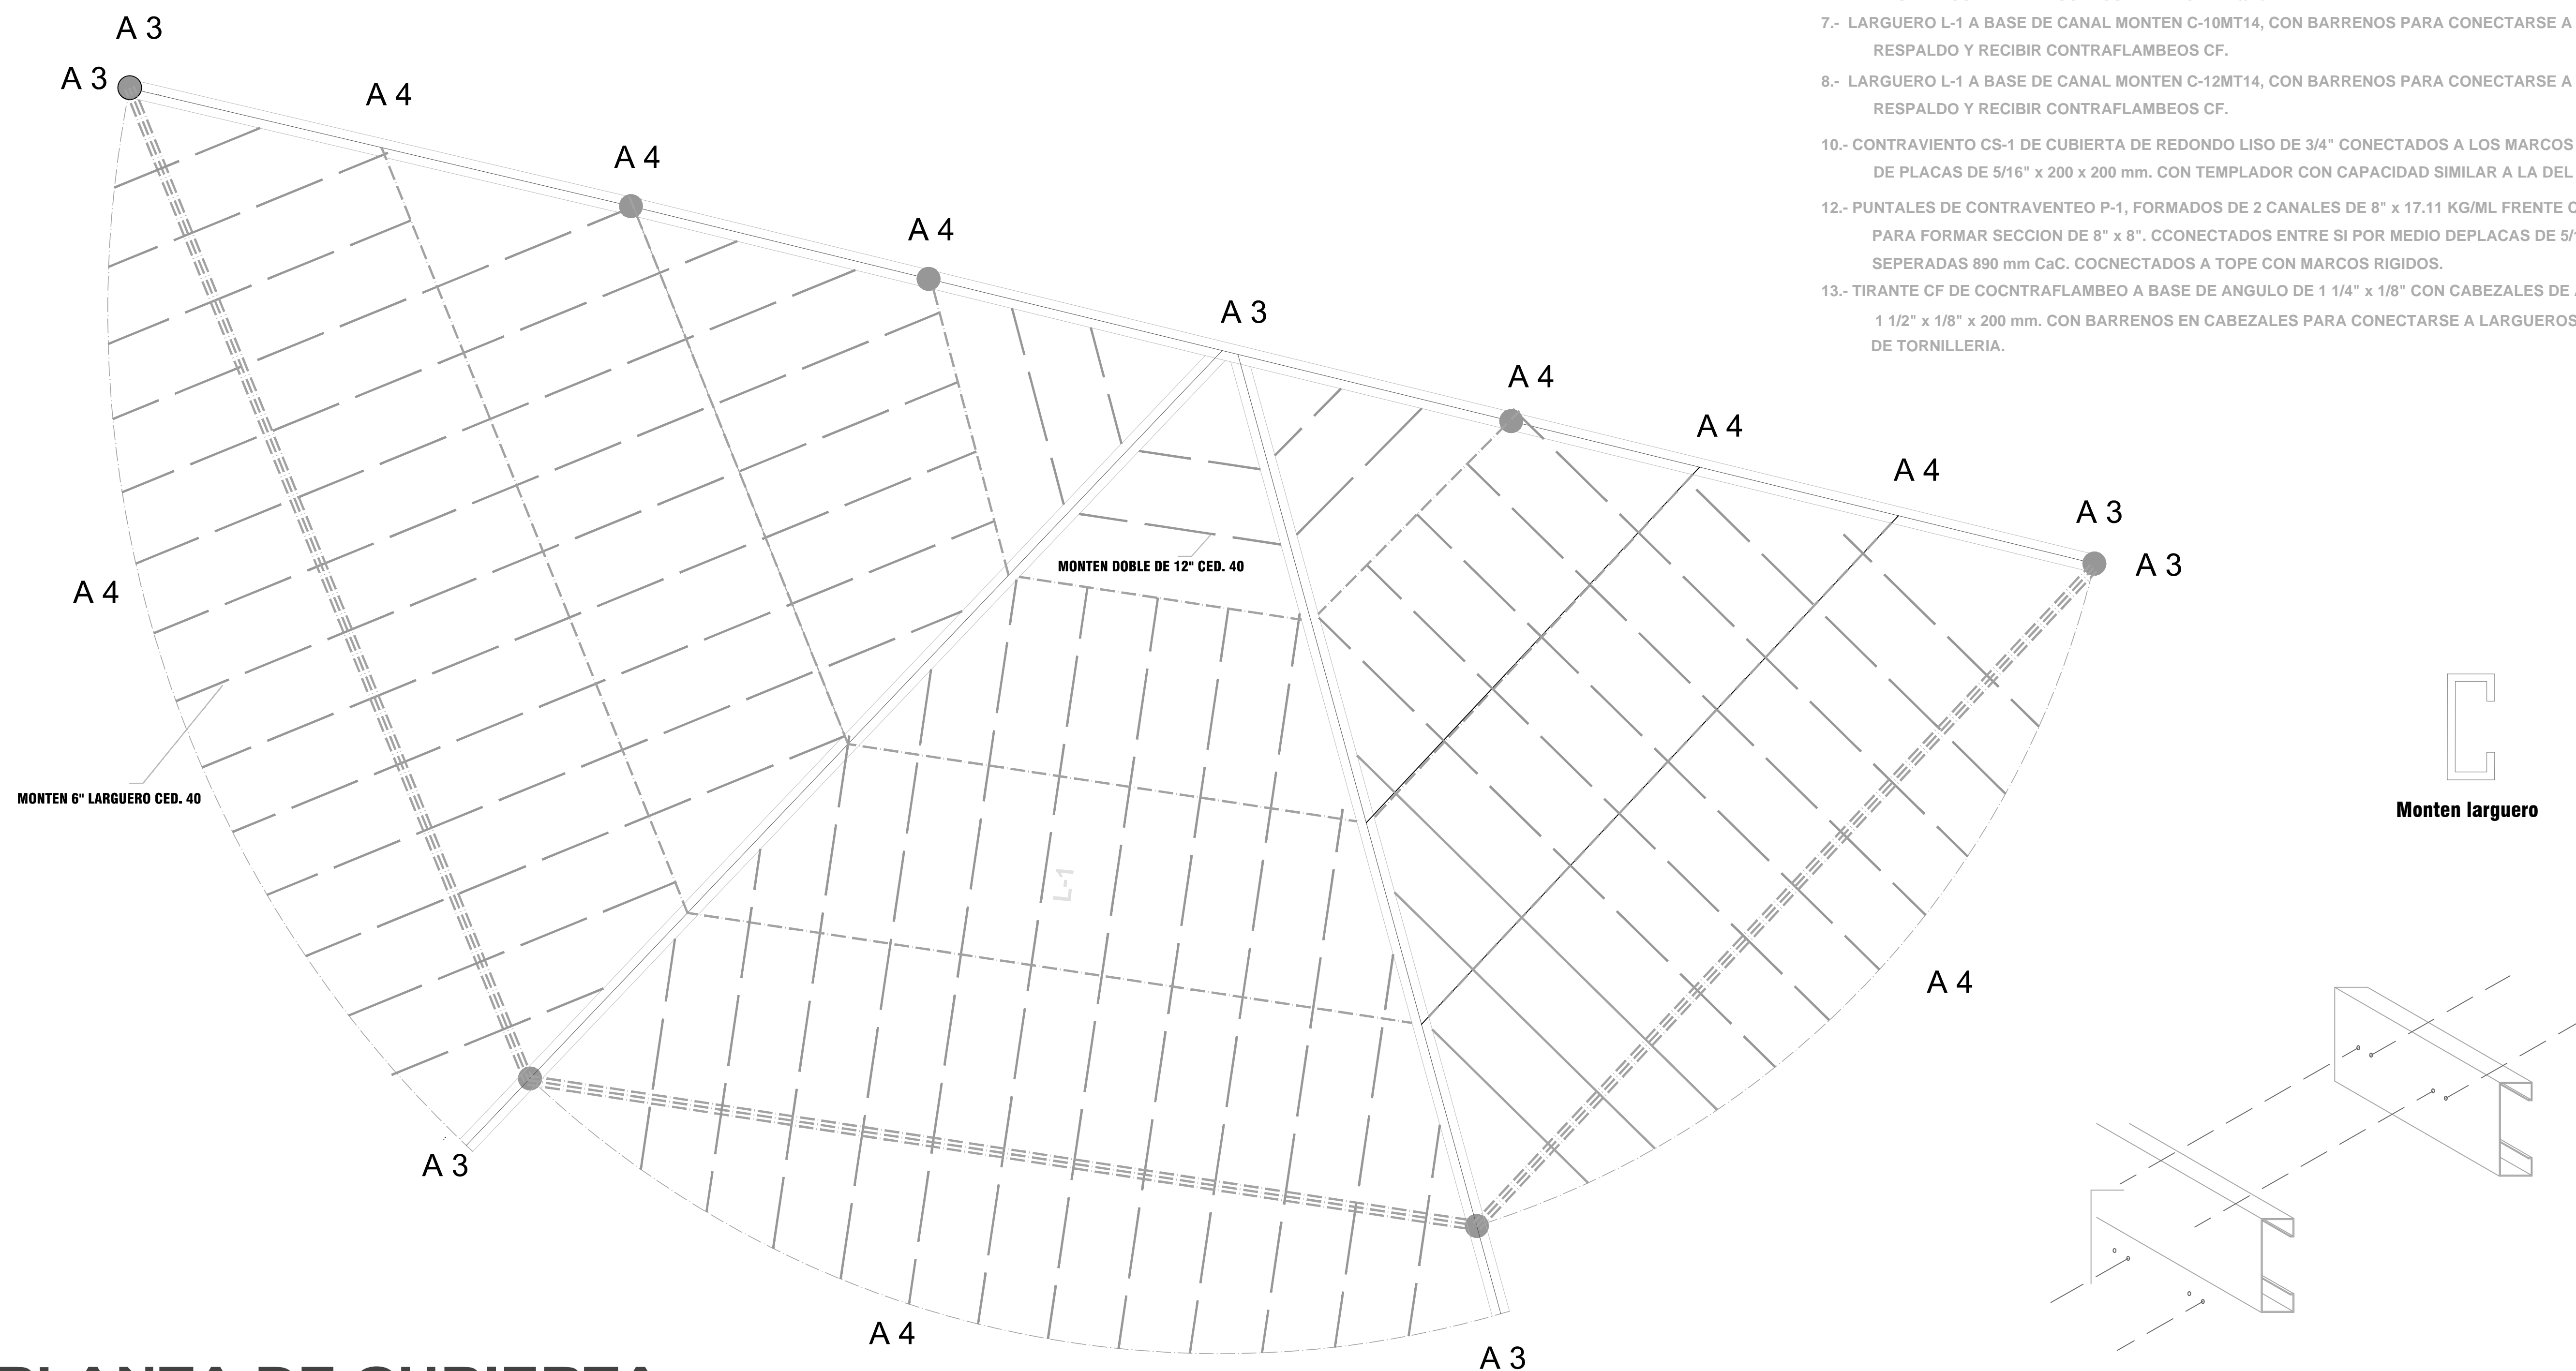 7.- LARGUERO L-1 A BASE DE CANAL MONTEN C-10MT14, CON BARRENOS PARA CONECTARSE A
RESPALDO Y RECIBIR CONTRAFLAMBEOS CF.
8.- LARGUERO L-1 A BASE DE CANAL MONTEN C-12MT14, CON BARRENOS PARA CONECTARSE A
RESPALDO Y RECIBIR CONTRAFLAMBEOS CF.
10.- CONTRAVIENTO CS-1 DE CUBIERTA DE REDONDO LISO DE 3/4" CONECTADOS A LOS MARCOS
DE PLACAS DE 5/16" x 200 x 200 mm. CON TEMPLADOR CON CAPACIDAD SIMILAR A LA DEL
12.- PUNTALES DE CONTRAVENTEO P-1, FORMADOS DE 2 CANALES DE 8" x 17.11 KG/ML FRENTE
PARA FORMAR SECCION DE 8" x 8". CCONECTADOS ENTRE SI POR MEDIO DEPLACAS DE
SEPERADAS 890 mm CaC. COCNECTADOS A TOPE CON MARCOS RIGIDOS.
13.- TIRANTE CF DE COCNTRAFLAMBEO A BASE DE ANGULO DE 1 1/4" x 1/8" CON CABEZALES DE
1 1/2" x 1/8" x 200 mm. CON BARRENOS EN CABEZALES PARA CONECTARSE A LARGUEROS
DE TORNILLERIA.
A 3
A 3
A 4
A 4
A 4
A 3
A 4
A 4
A 4
A 3
A 3
MONTEN DOBLE DE 12" CED. 40
A 4
MONTEN 6" LARGUERO CED. 40
Monten larguero
L-1
A 4
A 3
A 4
A 3
PLANTA DE CUBIERTA